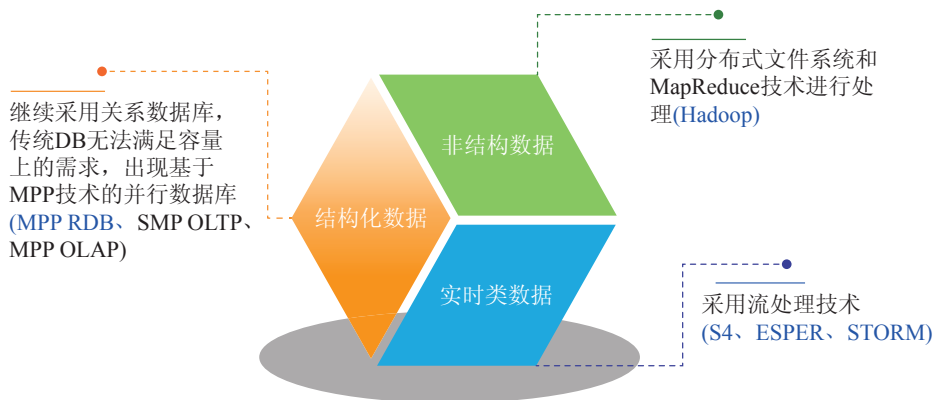 继续采用关系数据库，
传统DB无法满足容量
上的需求，出现基于
MPP技术的并行数据库
(MPP RDB、SMP OLTP、
MPP OLAP)
结构化数据
非结构数据
实时类数据
采用分布式文件系统和
MapReduce技术进行处
理(Hadoop)
采用流处理技术
(S4、ESPER、STORM)